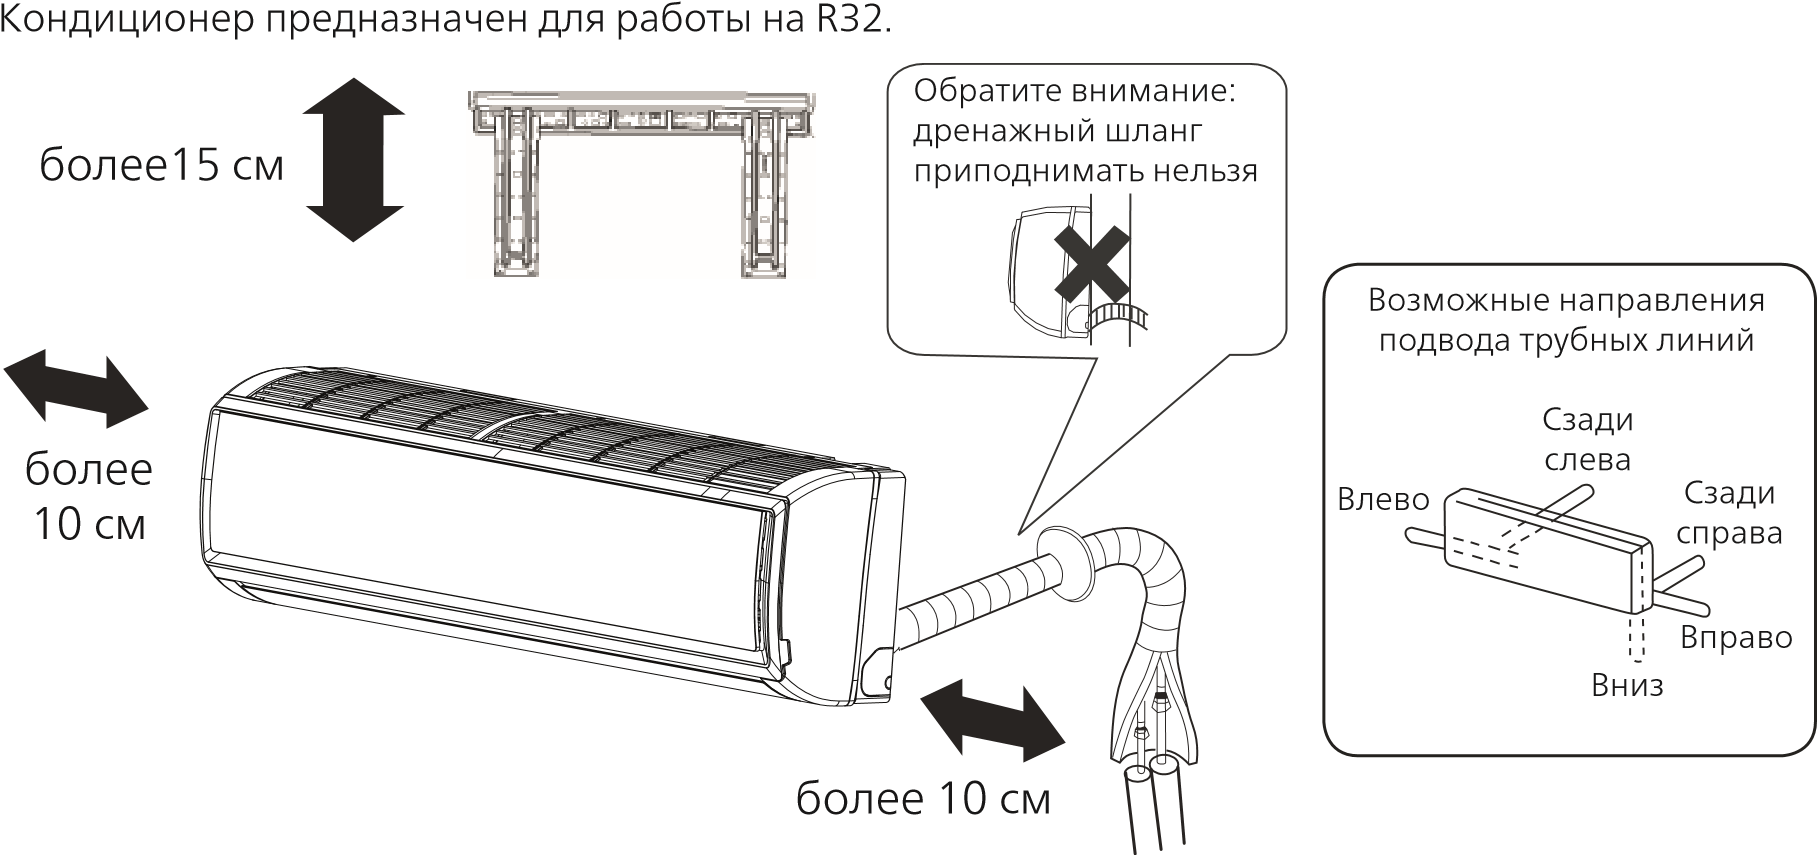 Кондиционер предназначен для работы на R32.
более15 см
Обратите внимание:
дренажный шланг
приподнимать нельзя
более
10 см
более 10 см
Возможные направления
подвода трубных линий
Сзади
слева
Влево
Сзади
справа
Вправо
Вниз